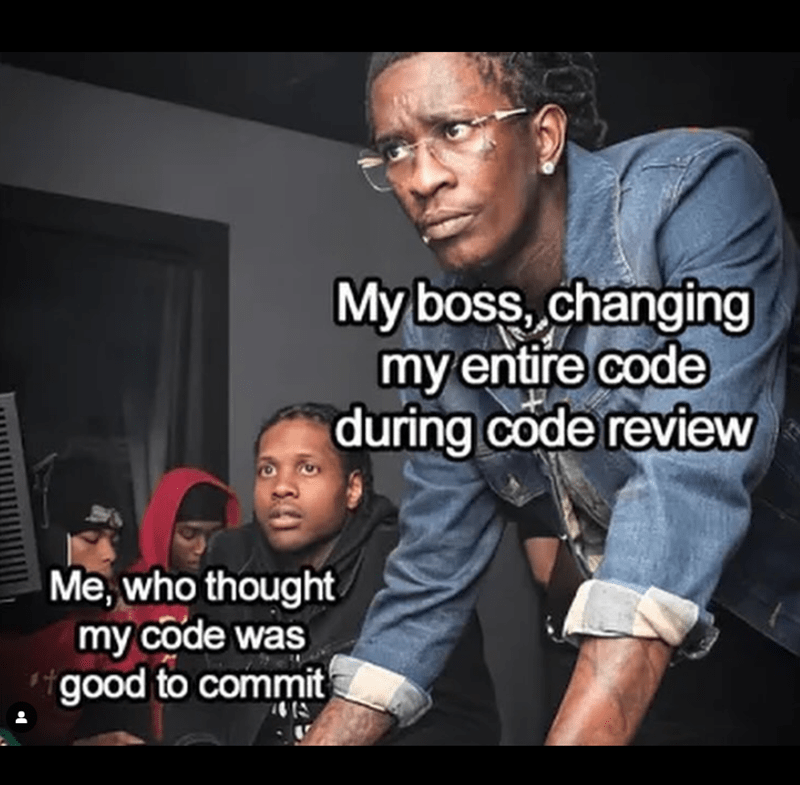 My boss, changing
my entire code
during code review
Me, who thought
my code was
good to commit